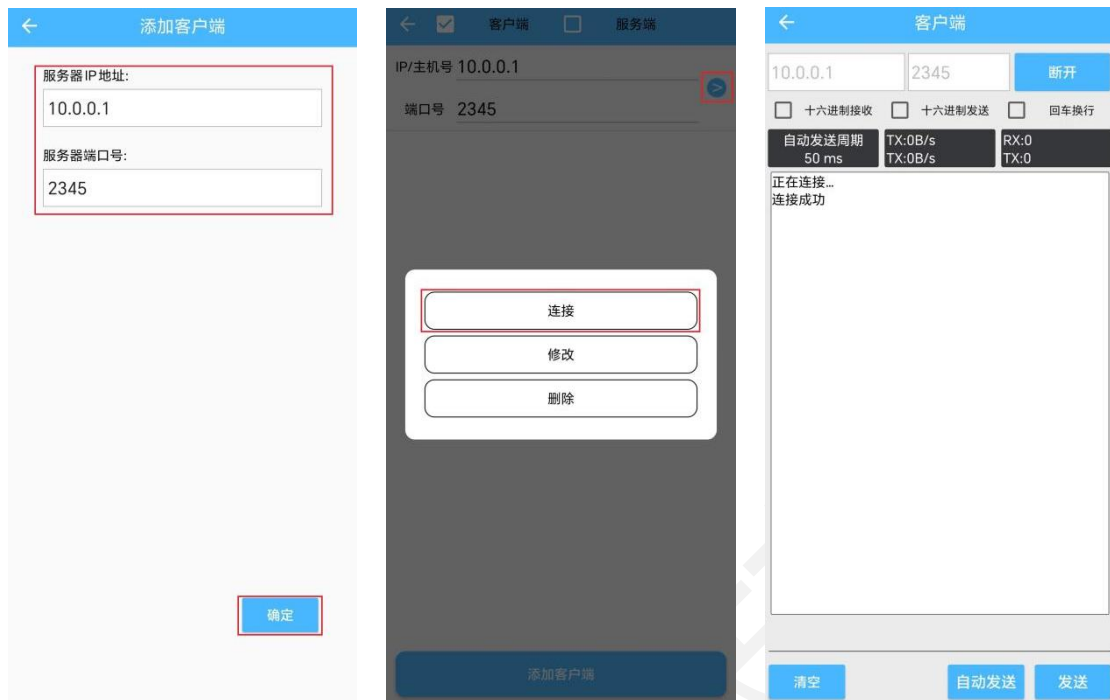 添加客户端
服务器IP地址:
10.0.0.1
服务器端口号:
2345
确定
客户端
服务端
IP/主机号 10.0.0.1
端口号 2345
连接
修改
删除
添加客户端
客户端
10.0.0.1
2345
断开
十六进制接收
十六进制发送
回车换行
自动发送周期
50 ms
TX:0B/s
TX:0B/s
RX:0
TX:0
正在连接...
连接成功
清空
自动发送
发送